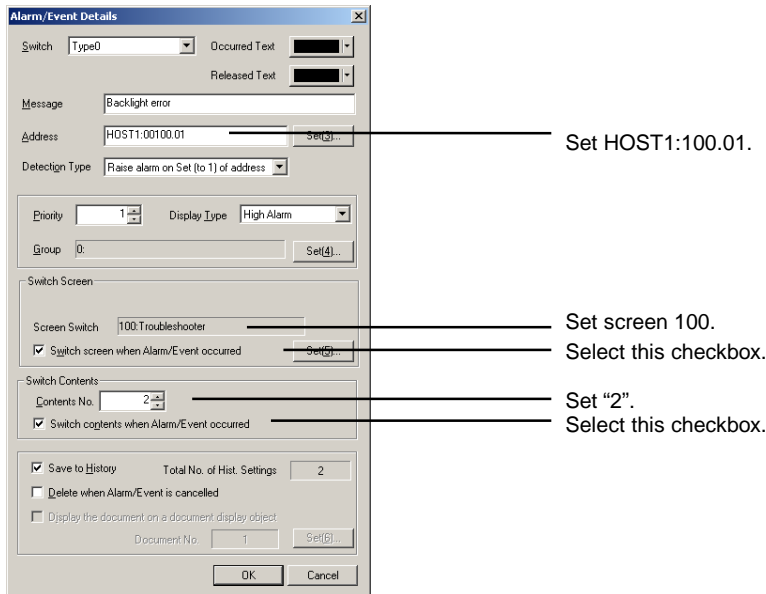 Alarm/Event Details
Switch Type0 Occurred Text
Released Text
Message Backlight error
Address HOST1:00100.01 Set(3)...
Set HOST1:100.01.
Detection Type Raise alarm on Set (to 1) of address
Priority 1 Display Type High Alarm
Group 0: Set(4)...
Switch Screen
Screen Switch 100:Troubleshooter
Set screen 100.
Switch screen when Alarm/Event occurred Set(5)...
Select this checkbox.
Switch Contents
Contents No. 2
Set “2”.
Switch contents when Alarm/Event occurred
Select this checkbox.
Save to History Total No. of Hist. Settings 2
Delete when Alarm/Event is cancelled
Display the document on a document display object
Document No. 1 Set(6)...
OK Cancel